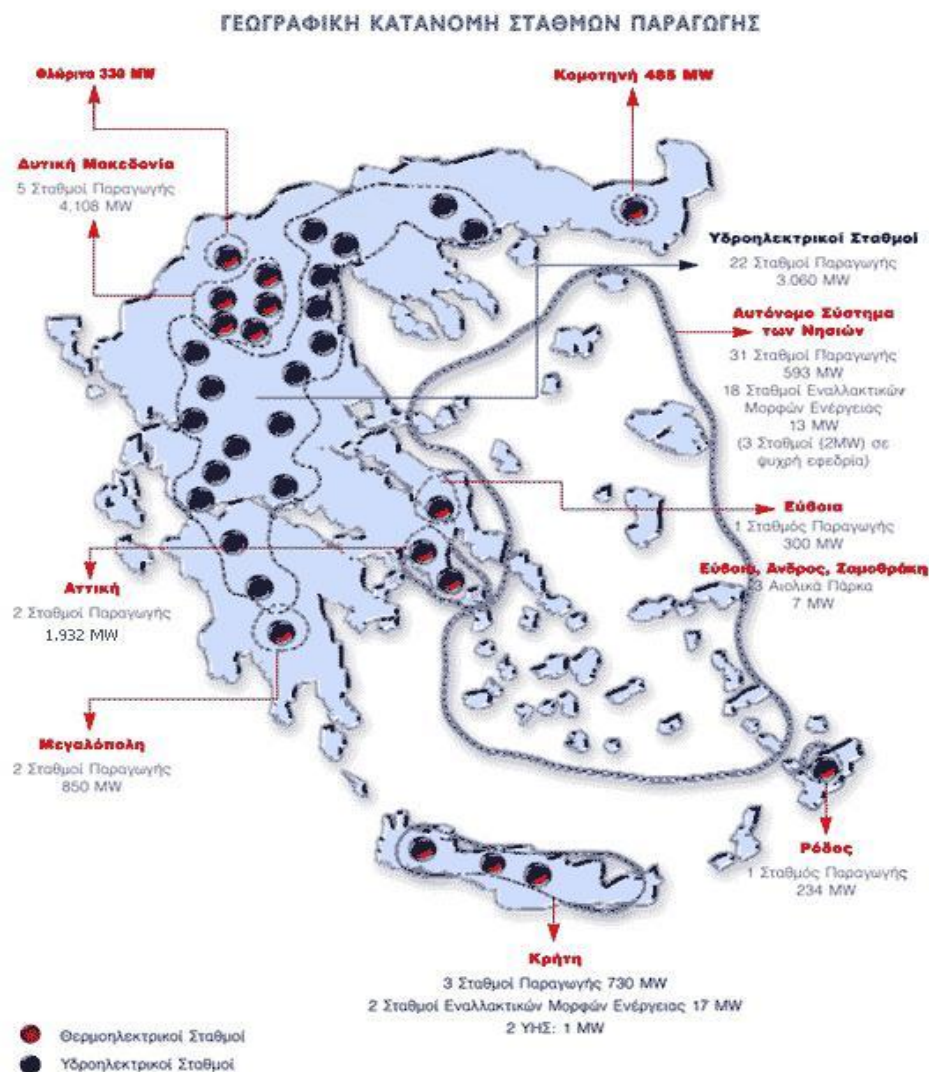 ΓΕΩΓΡΑΦΙΚΗ ΚΑΤΑΝΟΜΗ ΣΤΑΘΜΩΝ ΠΑΡΑΓΩΓΗΣ
Φλώρινα 330 MW
Κομοτηνή 485 MW
Δυτική Μακεδονία
5 Σταθμοί Παραγωγής
4.108 MW
Υδροηλεκτρικοί Σταθμοί
22 Σταθμοί Παραγωγής
3.060 MW
Αυτόνομο Σύστημα
των Νησιών
31 Σταθμοί Παραγωγής
593 MW
18 Σταθμοί Εναλλακτικών
Μορφών Ενέργειας
13 MW
(3 Σταθμοί (2MW) σε
ψυχρή εφεδρία)
Εύβοια
1 Σταθμός Παραγωγής
300 MW
Εύβοια, Ανδρος, Σαμοθράκη
3 Αιολικά Πάρκα
7 MW
Αττική
2 Σταθμοί Παραγωγής
1.932 MW
Μεγαλόπολη
2 Σταθμοί Παραγωγής
850 MW
Ρόδος
1 Σταθμός Παραγωγής
234 MW
Κρήτη
3 Σταθμοί Παραγωγής 730 MW
2 Σταθμοί Εναλλακτικών Μορφών Ενέργειας 17 MW
2 ΥΗΣ: 1 MW
Θερμοηλεκτρικοί Σταθμοί
Υδροηλεκτρικοί Σταθμοί